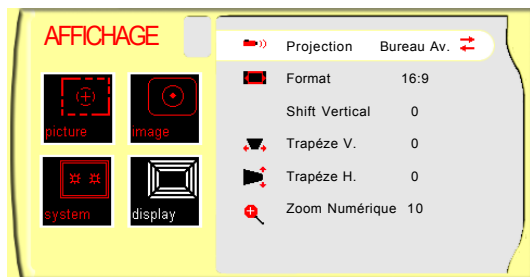 AFFICHAGE
picture
image
system
display
Projection Bureau Av.
Format 16:9
Shift Vertical 0
Trapéze V. 0
Trapéze H. 0
Zoom Numérique 10